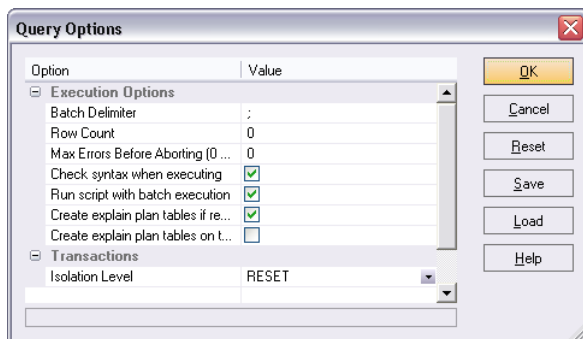 Query Options
Option Value
Execution Options
Batch Delimiter ;
Row Count 0
Max Errors Before Aborting (0 ... 0
Check syntax when executing
Run script with batch execution
Create explain plan tables if re...
Create explain plan tables on t...
Transactions
Isolation Level RESET
OK
Cancel
Reset
Save
Load
Help